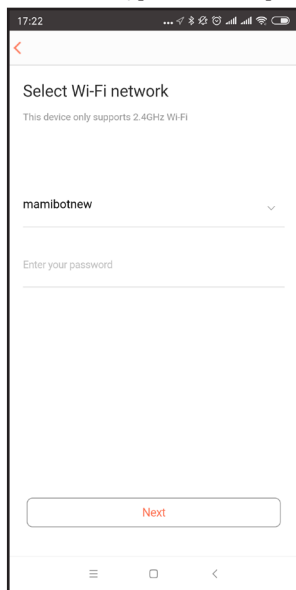 17:22
Select Wi-Fi network
This device only supports 2.4GHz Wi-Fi
mamibotnew
Enter your password
Next